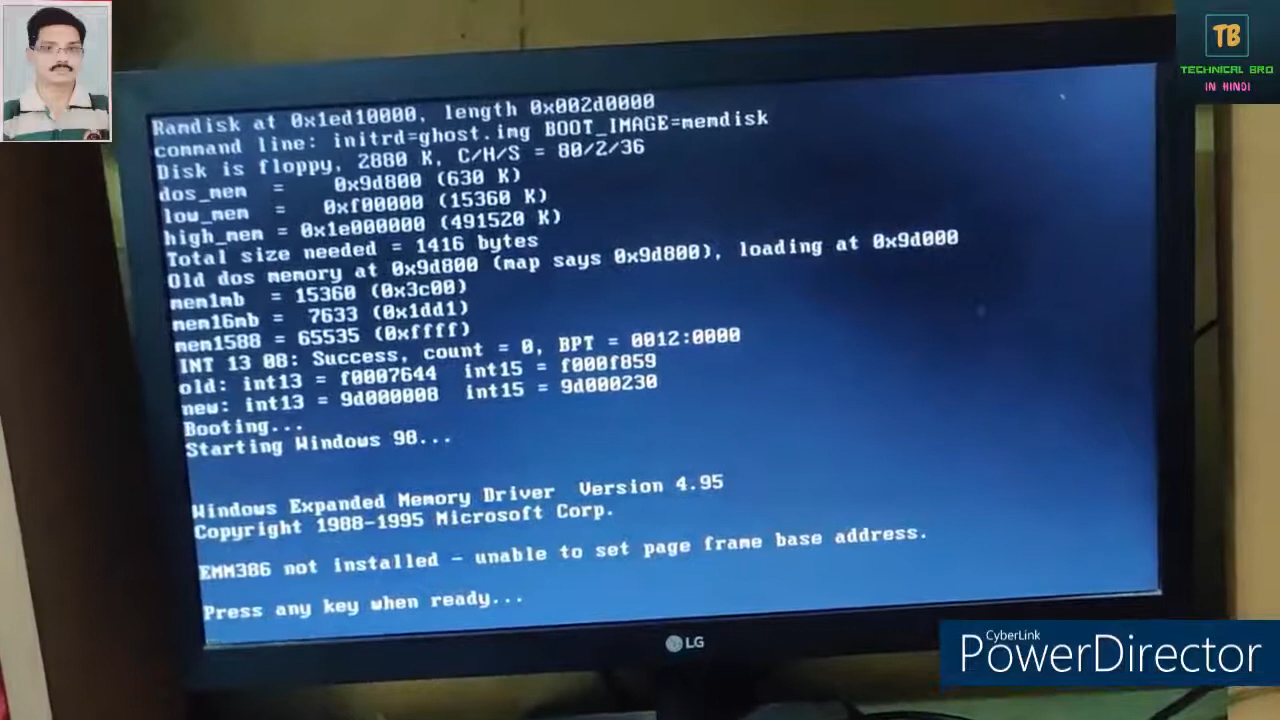 TB
TECHNICAL BRO
IN HINDI
Ramdisk at 0x1ed10000, length 0x002d0000
command line: initrd=ghost.img BOOT_IMAGE=memdisk
Disk is floppy, 2880 K, C/H/S = 80/2/36
dos_mem = 0x9d800 (630 K)
low_mem = 0xf00000 (15360 K)
high_mem = 0x1e000000 (491520 K)
Total size needed = 1416 bytes
Old dos memory at 0x9d800 (map says 0x9d800), loading at 0x9d000
mem1mb = 15360 (0x3c00)
mem16mb = 7633 (0x1dd1)
mem1588 = 65535 (0xffff)
INT 13 08: Success, count = 0, BPT = 0012:0000
old: int13 = f0007644 int15 = f000f859
new: int13 = 9d000008 int15 = 9d000230
Booting...
Starting Windows 98...
Windows Expanded Memory Driver Version 4.95
Copyright 1988-1995 Microsoft Corp.
EMM386 not installed - unable to set page frame base address.
Press any key when ready...
LG
CyberLink
PowerDirector